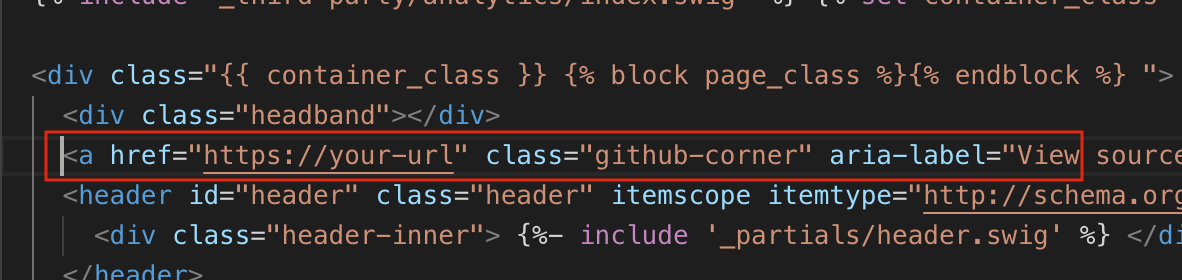 {% include '_third-party/analytics/index.swig' %} {% set container_class
<div class="{{ container_class }} {% block page_class %}{% endblock %} ">
<div class="headband"></div>
<a href="https://your-url" class="github-corner" aria-label="View source
<header id="header" class="header" itemscope itemtype="http://schema.org
<div class="header-inner"> {%- include '_partials/header.swig' %} </di
</header>